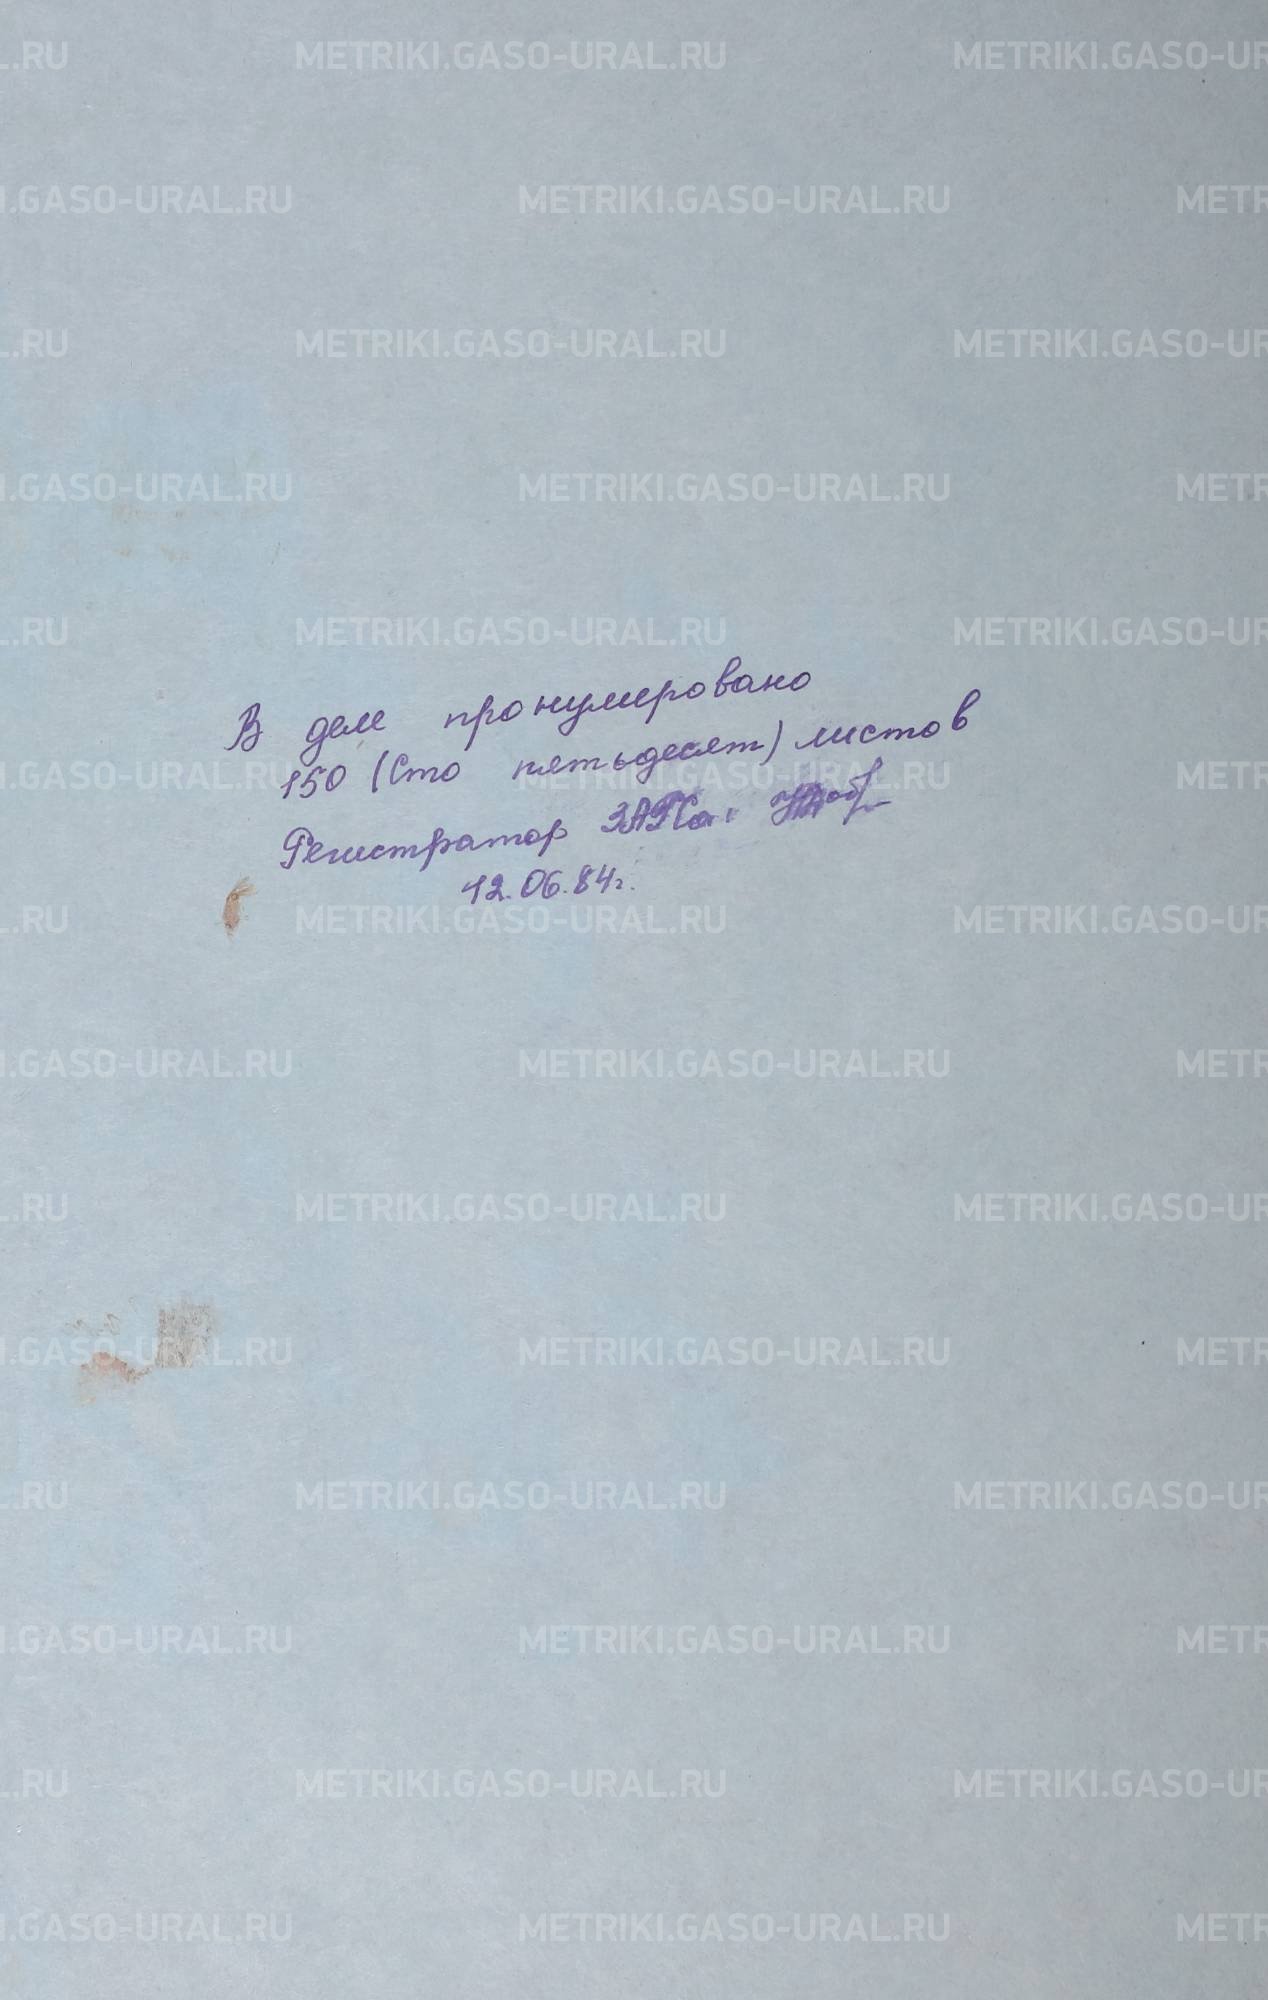 В деле пронумеровано
150 (Сто пятьдесят) листов
Регистратор ЗАГСа:
12.06.84г.